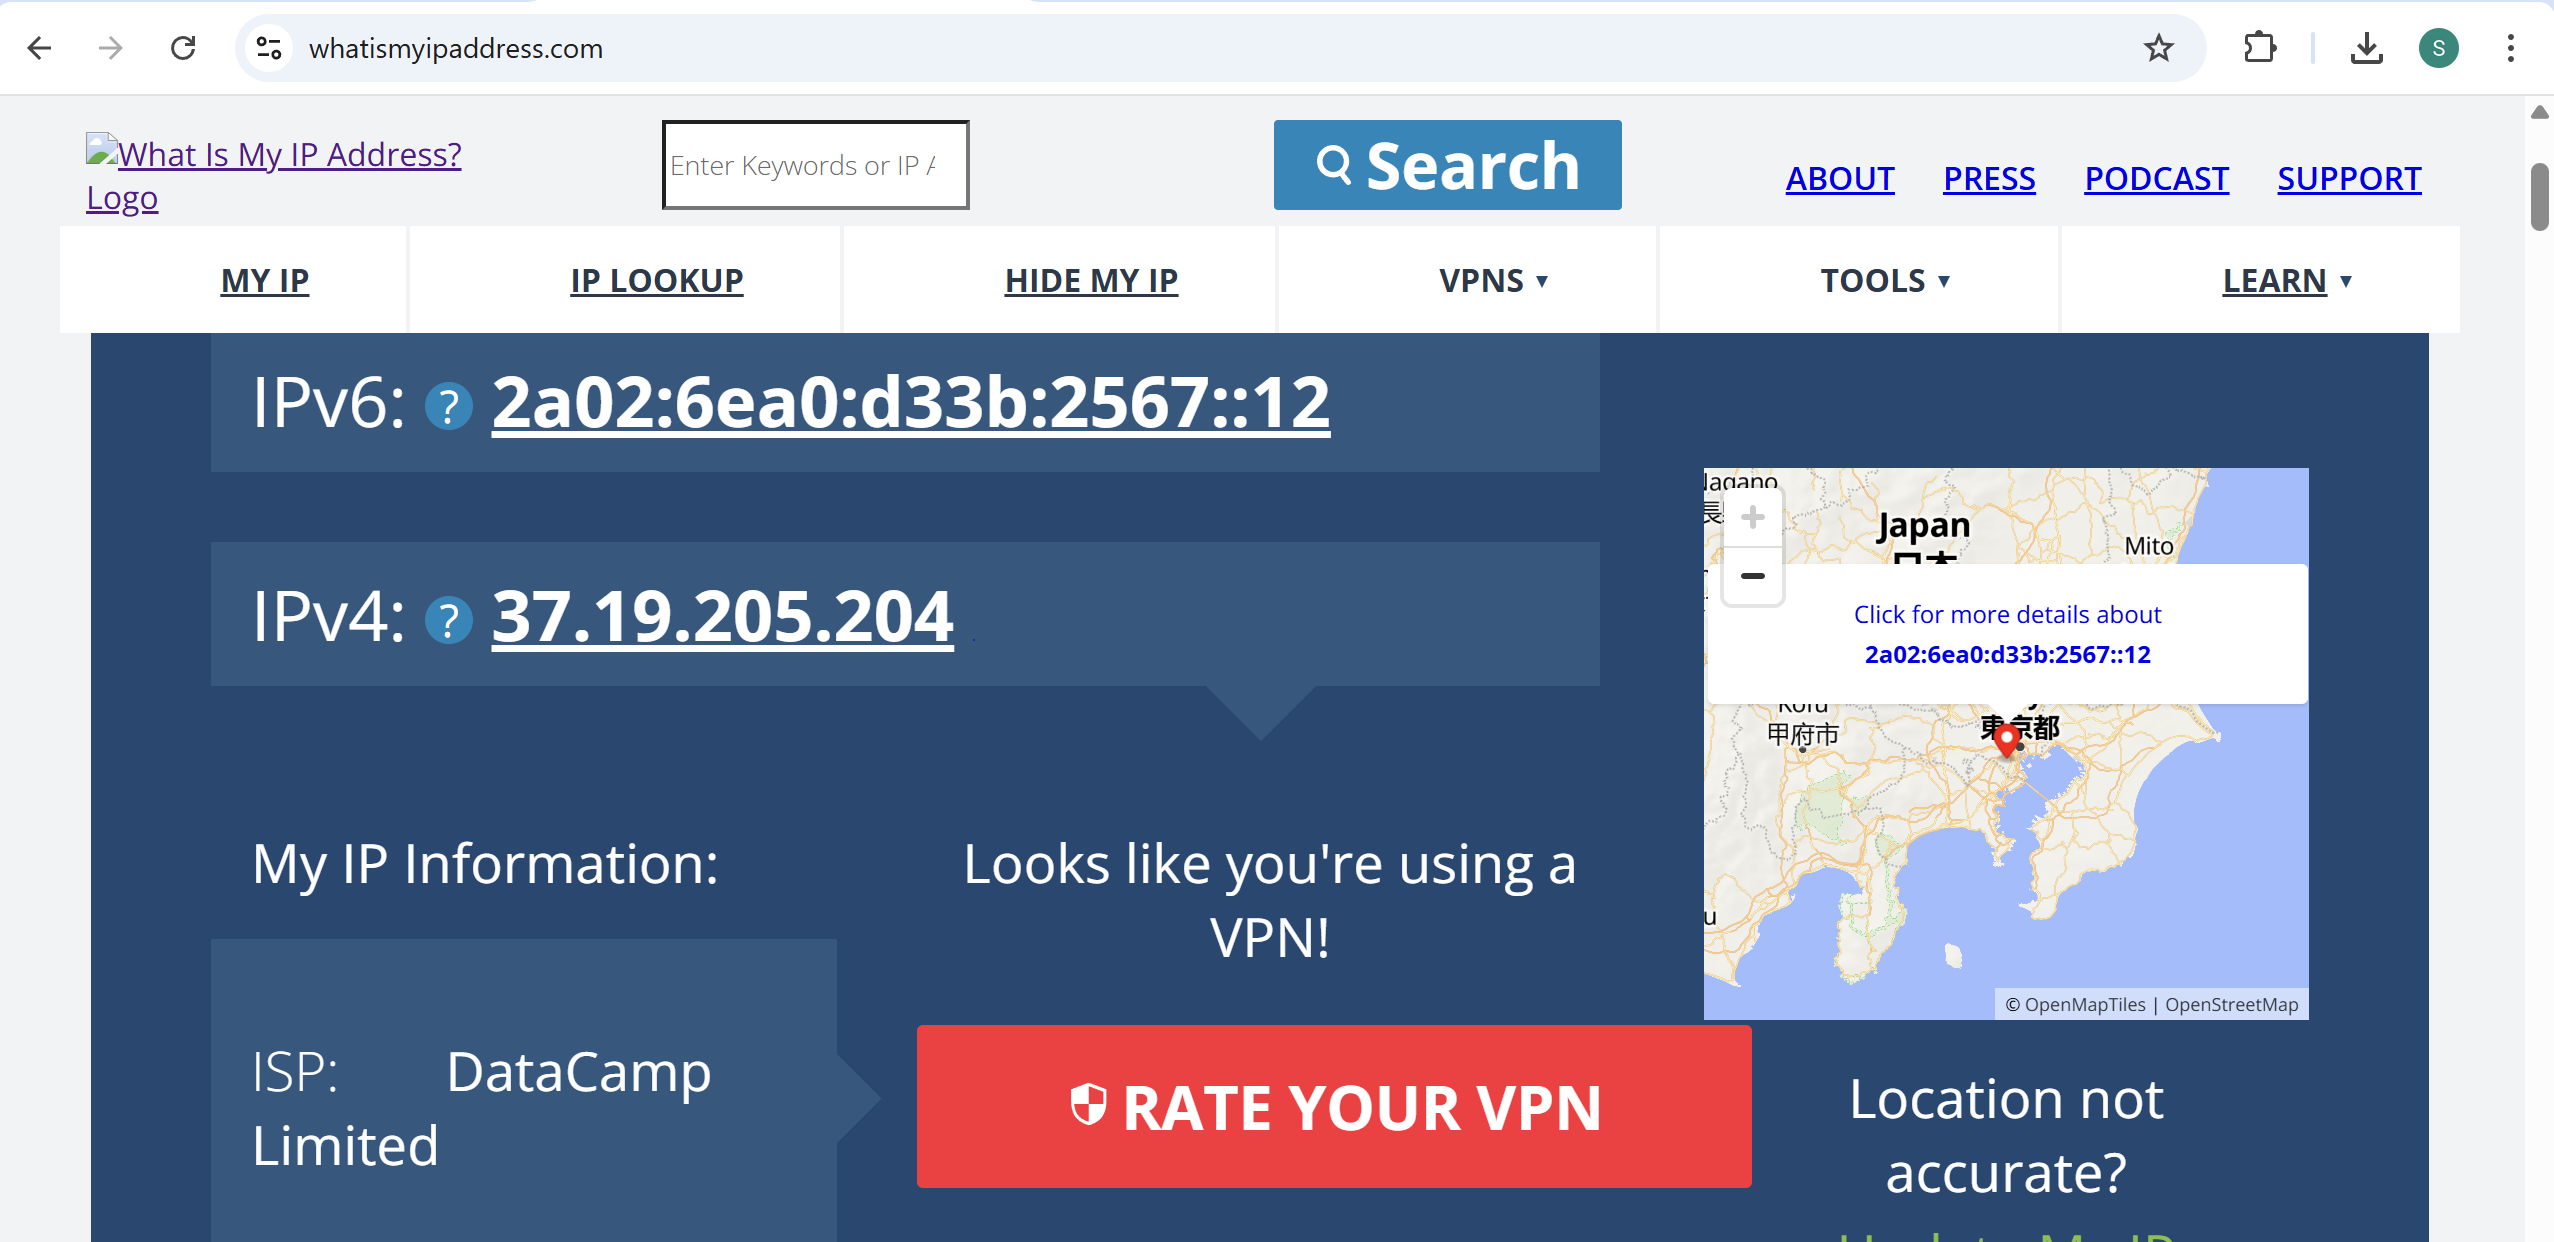 whatismyipaddress.com
S
What Is My IP Address?
Logo
Enter Keywords or IP
Search
ABOUT PRESS PODCAST SUPPORT
MY IP IP LOOKUP HIDE MY IP VPNS ▾ TOOLS ▾ LEARN ▾
IPv6: ? 2a02:6ea0:d33b:2567::12
IPv4: ? 37.19.205.204
My IP Information:
ISP: DataCamp
Limited
Looks like you're using a
VPN!
RATE YOUR VPN
+
−
Japan
Mito
Click for more details about
2a02:6ea0:d33b:2567::12
甲府市
東京都
© OpenMapTiles | OpenStreetMap
Location not
accurate?